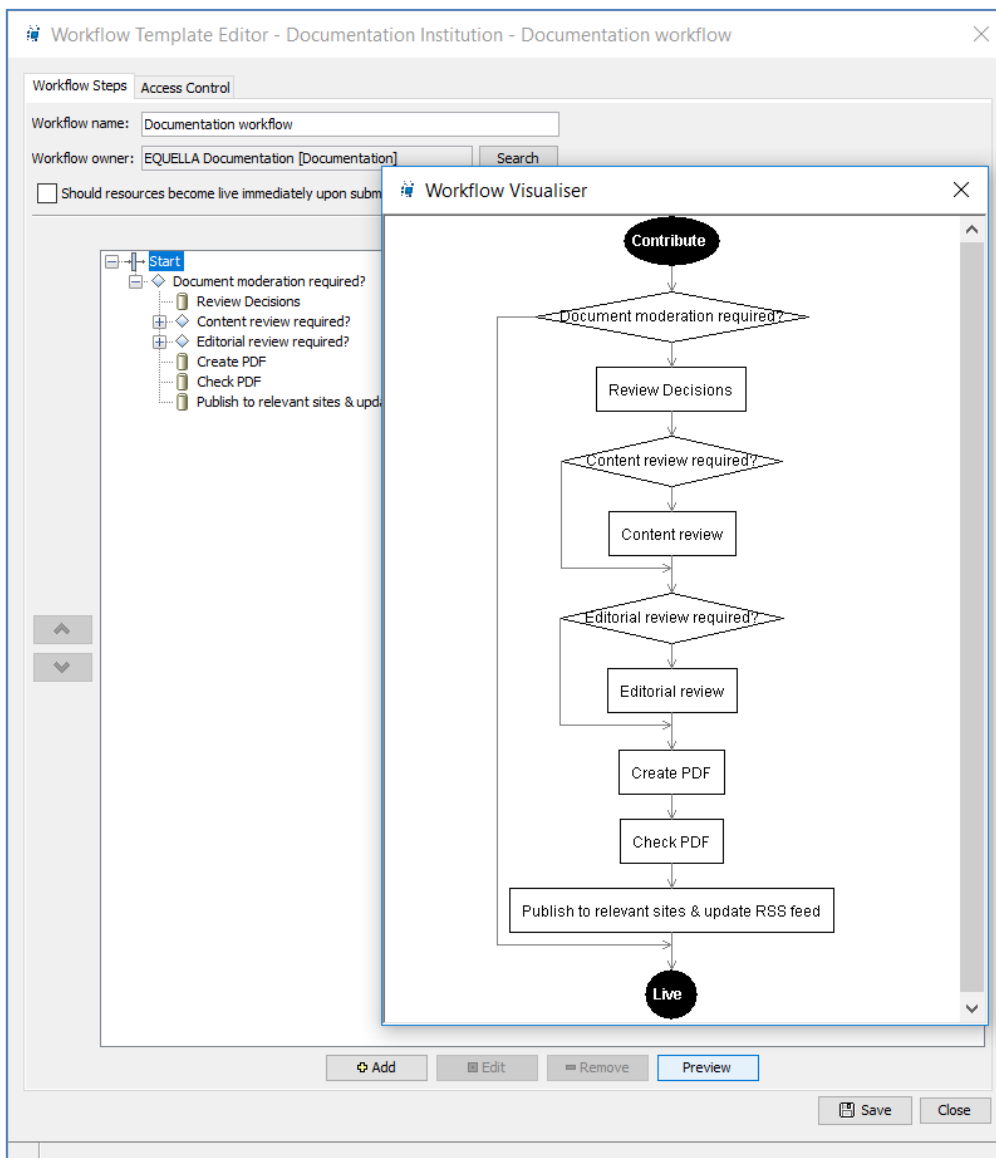 Workflow Template Editor - Documentation Institution - Documentation workflow
Workflow Steps Access Control
Workflow name: Documentation workflow
Workflow owner: EQUELLA Documentation [Documentation] Search
Should resources become live immediately upon subm
Start
Document moderation required?
Review Decisions
Content review required?
Editorial review required?
Create PDF
Check PDF
Publish to relevant sites & upda
Workflow Visualiser
Contribute
Document moderation required?
Review Decisions
Content review required?
Content review
Editorial review required?
Editorial review
Create PDF
Check PDF
Publish to relevant sites & update RSS feed
Live
Add Edit Remove Preview
Save Close